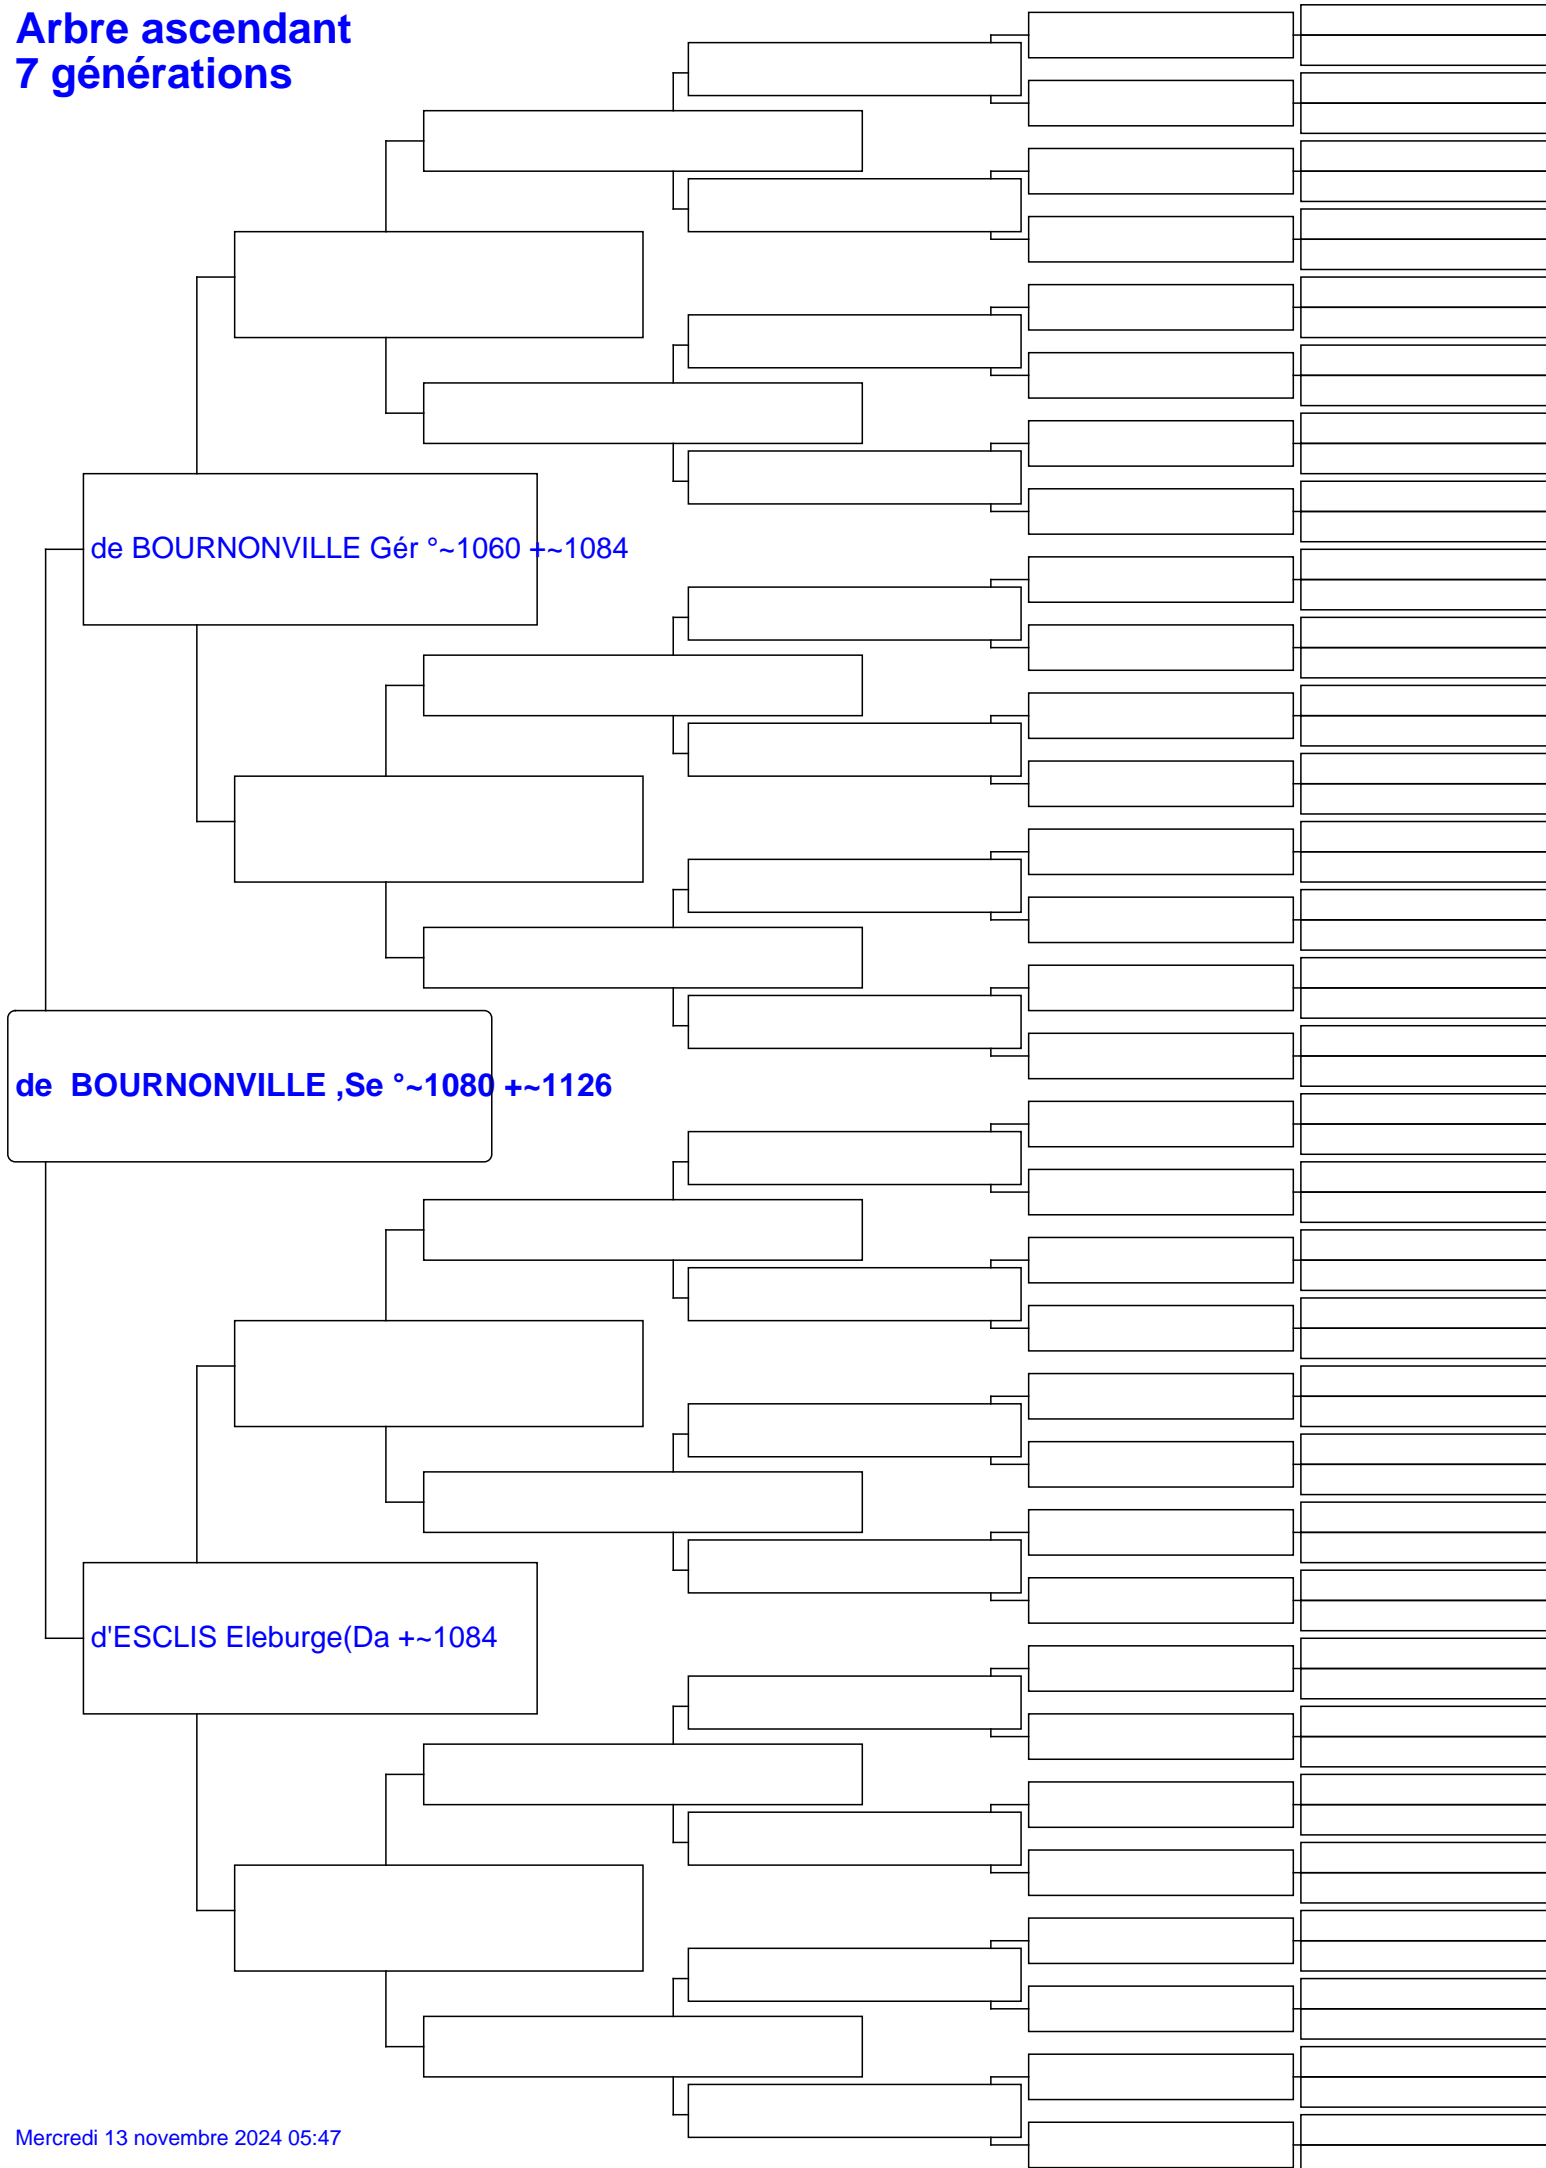 Arbre ascendant
7 générations
de BOURNONVILLE Gér °~1060 +~1084
de BOURNONVILLE ,Se °~1080 +~1126
d'ESCLIS Eleburge(Da +~1084
Mercredi 13 novembre 2024 05:47